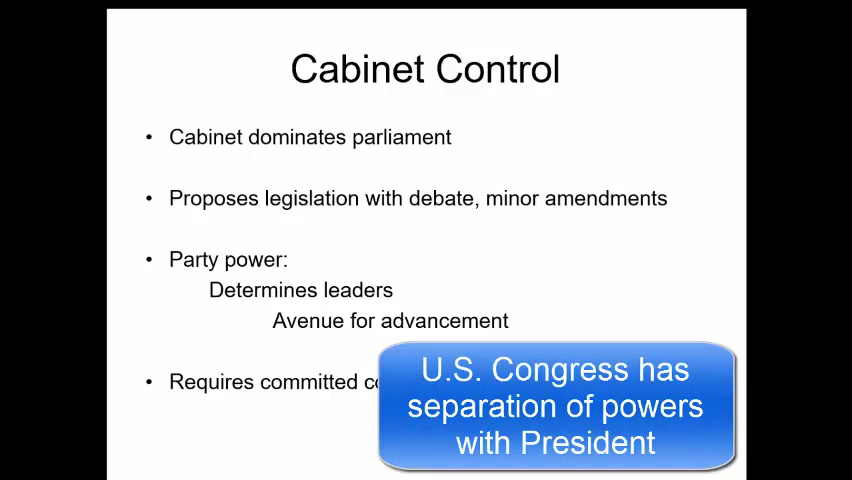 Cabinet Control
• Cabinet dominates parliament
• Proposes legislation with debate, minor amendments
• Party power:
Determines leaders
Avenue for advancement
• Requires committed
U.S. Congress has
separation of powers
with President